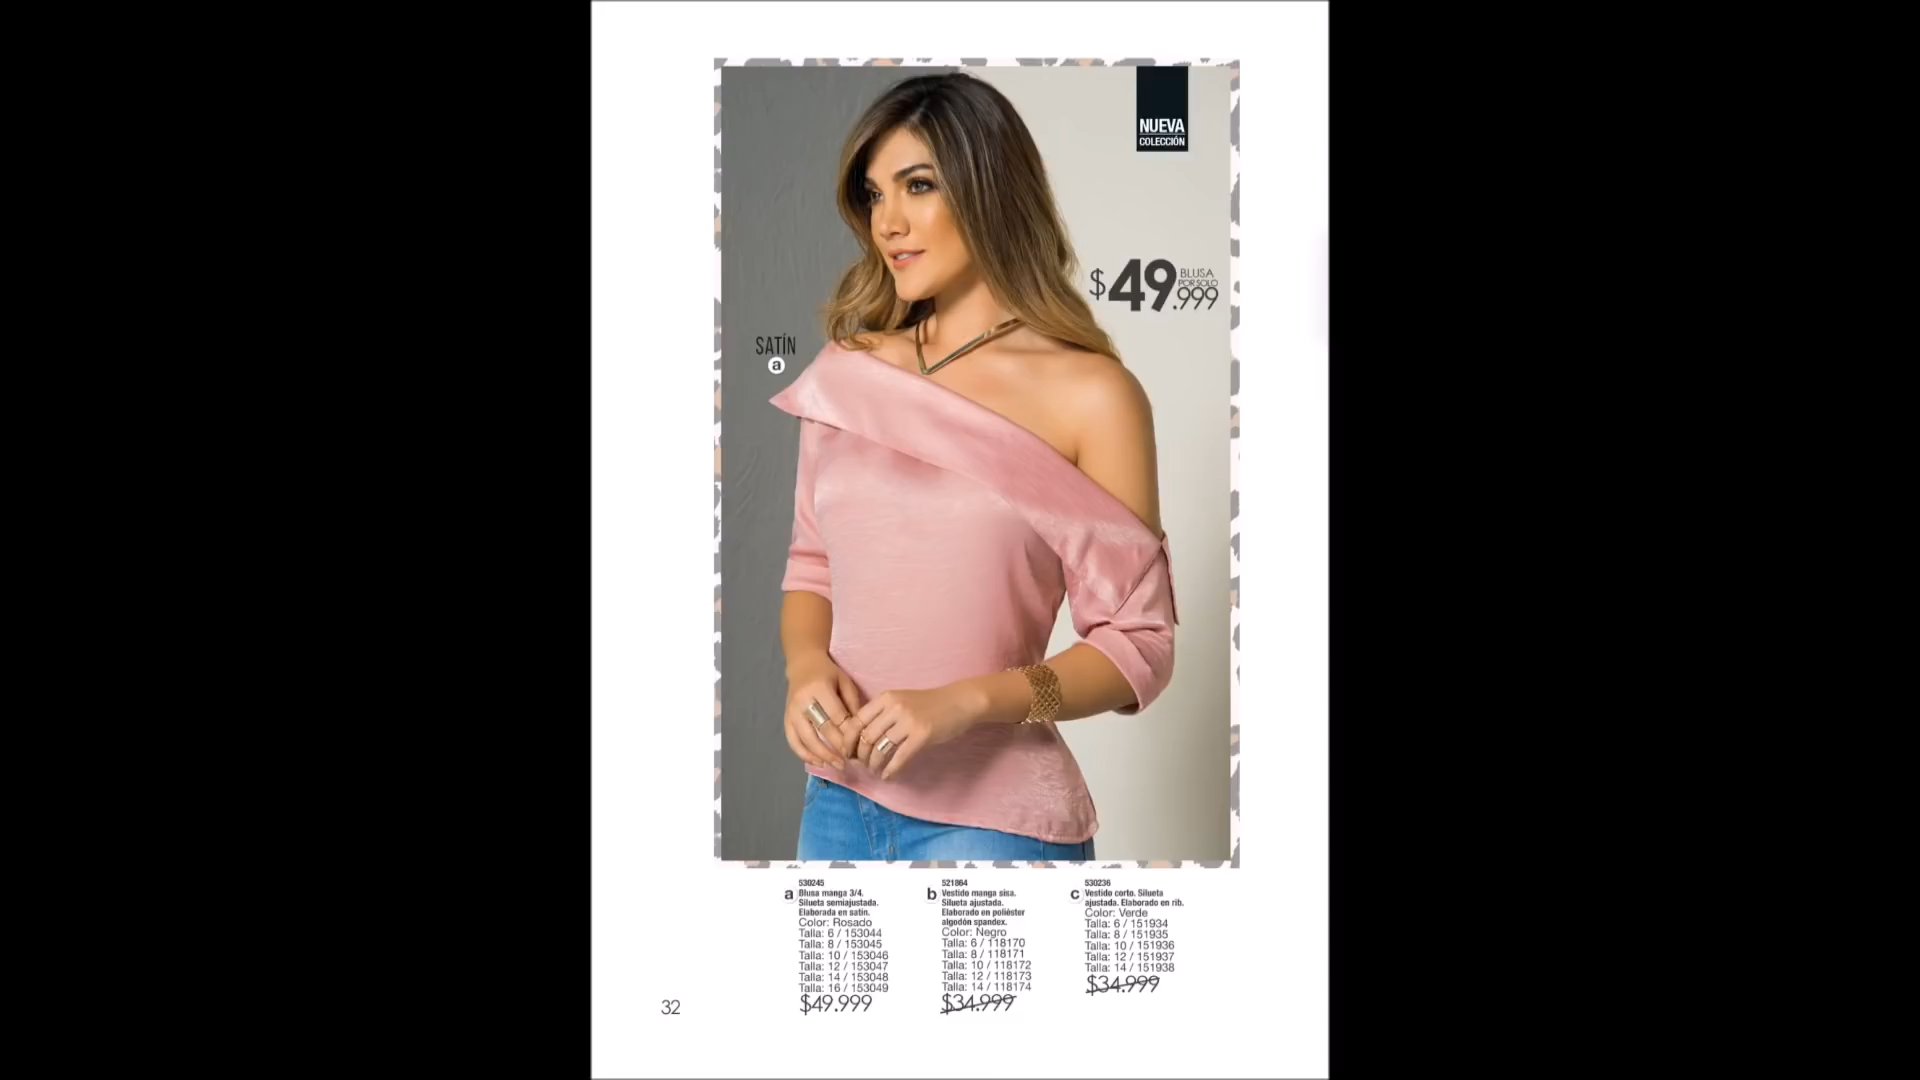 NUEVA
COLECCIÓN
$49.999
BLUSA
POR SOLO
SATÍN
a
a
530245
Blusa manga 3/4.
Silueta semiajustada.
Elaborada en satín.
Color: Rosado
Talla: 6 / 153044
Talla: 8 / 153045
Talla: 10 / 153046
Talla: 12 / 153047
Talla: 14 / 153048
Talla: 16 / 153049
$49.999
b
521864
Vestido manga sisa.
Silueta ajustada.
Elaborado en poliéster
algodón spandex.
Color: Negro
Talla: 6 / 118170
Talla: 8 / 118171
Talla: 10 / 118172
Talla: 12 / 118173
Talla: 14 / 118174
$34.999
c
530236
Vestido corto. Silueta
ajustada. Elaborado en rib.
Color: Verde
Talla: 6 / 151934
Talla: 8 / 151935
Talla: 10 / 151936
Talla: 12 / 151937
Talla: 14 / 151938
$34.999
32